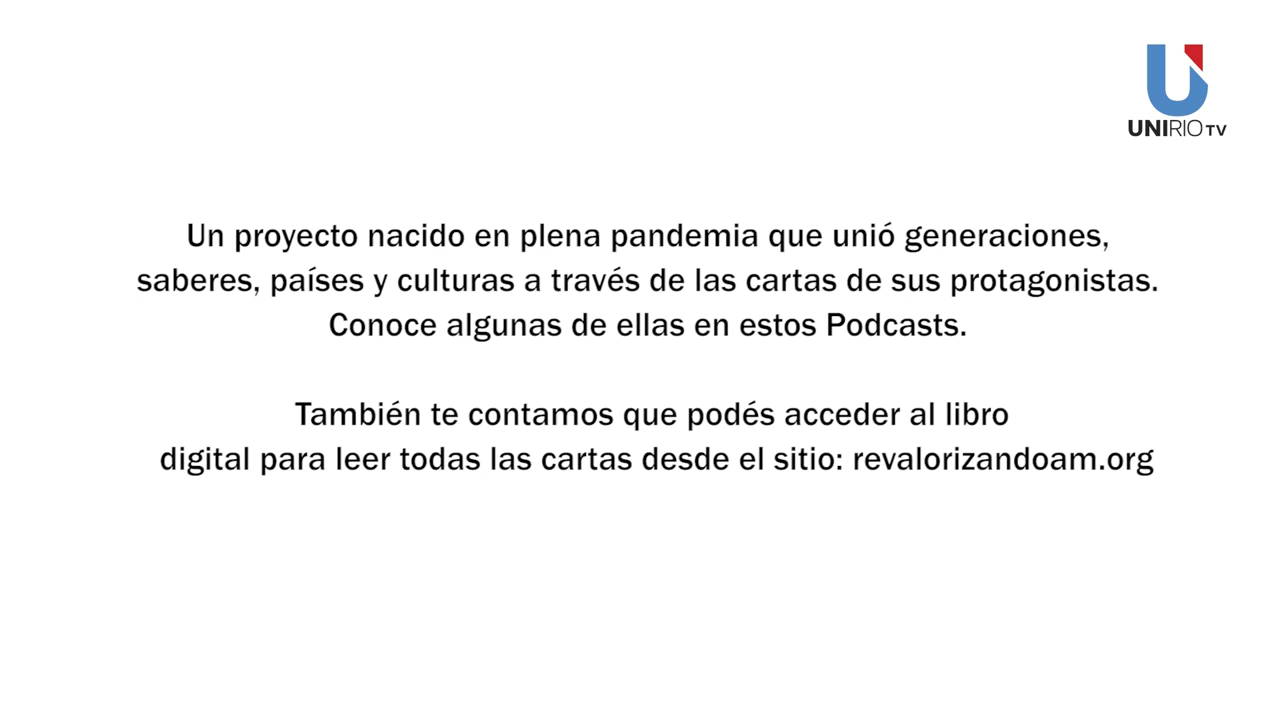 UNIRIO TV
Un proyecto nacido en plena pandemia que unió generaciones,
saberes, países y culturas a través de las cartas de sus protagonistas.
Conoce algunas de ellas en estos Podcasts.
También te contamos que podés acceder al libro
digital para leer todas las cartas desde el sitio: revalorizandoam.org